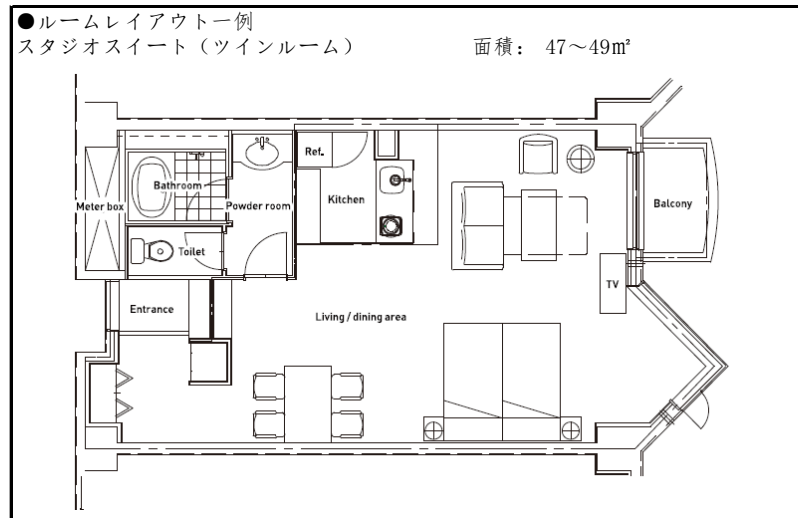 ●ルームレイアウト一例
スタジオスイート（ツインルーム） 面積： 47～49㎡
Ref.
Bathroom
Meter box
Powder room
Kitchen
Balcony
Toilet
TV
Entrance
Living / dining area